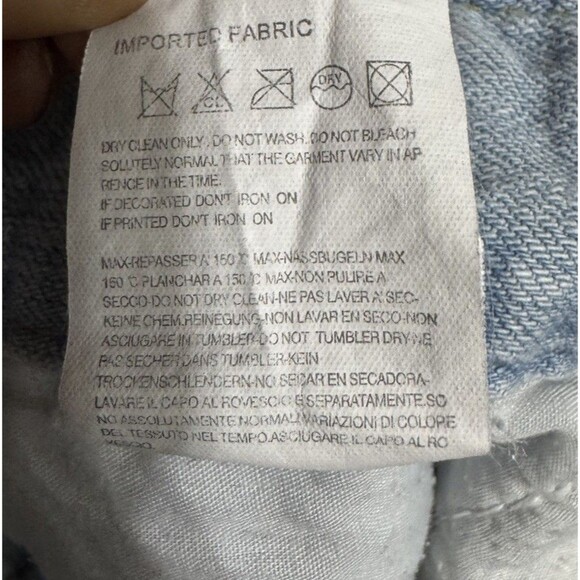 IMPORTED FABRIC
CL DRY
DRY CLEAN ONLY. DO NOT WASH. DO NOT BLEACH
SOLUTELY NORMAL THAT THE GARMENT VARY IN AP
RENCE IN THE TIME.
IF DECORATED DON'T IRON ON
IF PRINTED DON'T IRON ON
MAX-REPASSER A 150 °C MAX-NASSBUGELN MAX
150 °C PLANCHAR A 150 °C MAX-NON PULIRE A
SECCO-DO NOT DRY CLEAN-NE PAS LAVER A SEC-
KEINE CHEM.REINEGUNG-NON LAVAR EN SECO-NON
ASCIUGARE IN TUMBLER-DO NOT TUMBLER DRY-NE
PAS SECHER DANS TUMBLER-KEIN
TROCKENSCHLENDERN-NO SECAR EN SECADORA-
LAVARE IL CAPO AL ROVESCIO E SEPARATAMENTE.SO
NO ASSOLUTAMENTE NORMALI VARIAZIONI DI COLORE
DEL TESSUTO NEL TEMPO.ASCIUGARE IL CAPO AL RO
VESCIO.